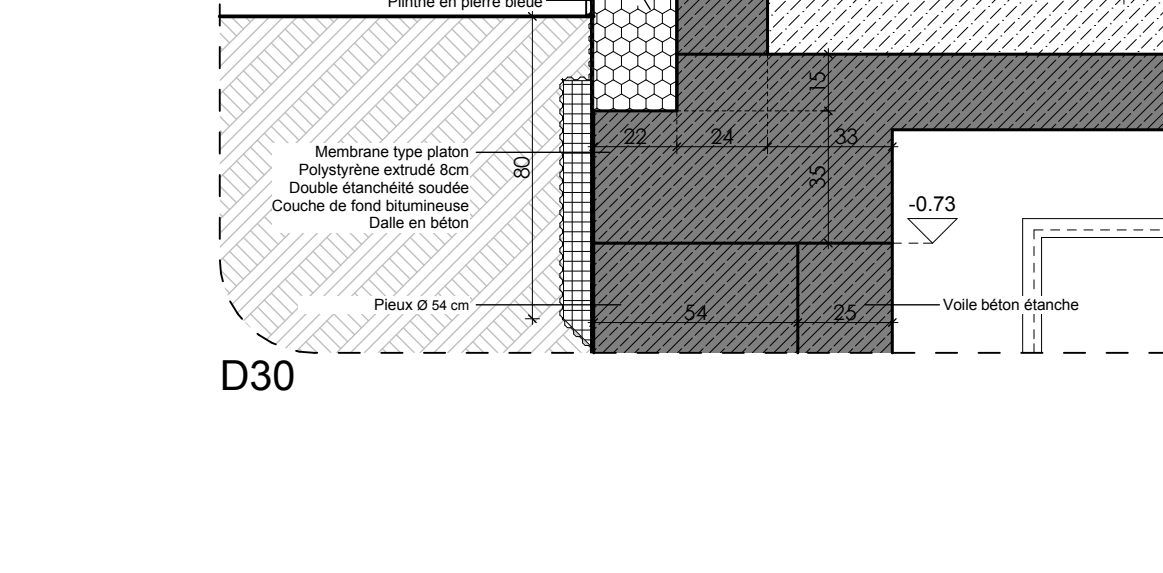 Plinthe en pierre bleue
15
22
24
33
Membrane type platon
Polystyrène extrudé 8cm
Double étanchéité soudée
Couche de fond bitumineuse
Dalle en béton
80
35
-0.73
Pieux Ø 54 cm
54
25
Voile béton étanche
D30